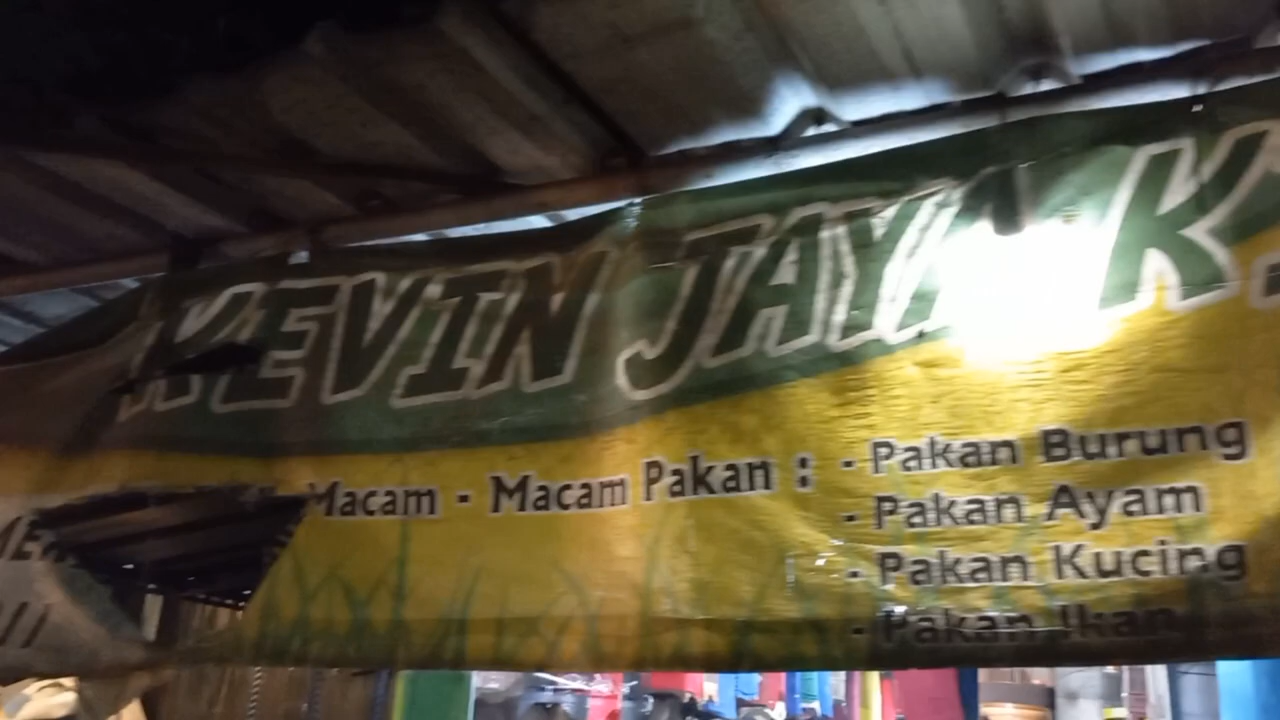 KEVIN JAYA K.
Macam - Macam Pakan : - Pakan Burung
- Pakan Ayam
- Pakan Kucing
- Pakan Ikan